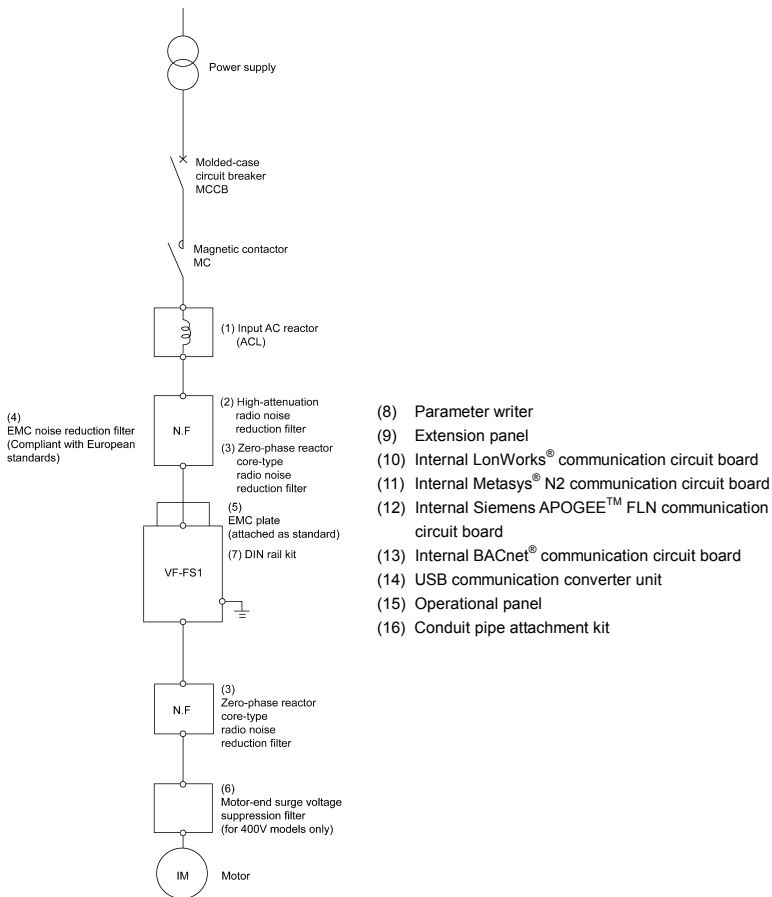 Power supply
Molded-case
circuit breaker
MCCB
Magnetic contactor
MC
(1) Input AC reactor
(ACL)
(4)
EMC noise reduction filter
(Compliant with European
standards)
N.F
(2) High-attenuation
radio noise
reduction filter
(3) Zero-phase reactor
core-type
radio noise
reduction filter
(5)
EMC plate
(attached as standard)
(7) DIN rail kit
VF-FS1
N.F
(3)
Zero-phase reactor
core-type
radio noise
reduction filter
(6)
Motor-end surge voltage
suppression filter
(for 400V models only)
IM
Motor
(8) Parameter writer
(9) Extension panel
(10) Internal LonWorks® communication circuit board
(11) Internal Metasys® N2 communication circuit board
(12) Internal Siemens APOGEE™ FLN communication
circuit board
(13) Internal BACnet® communication circuit board
(14) USB communication converter unit
(15) Operational panel
(16) Conduit pipe attachment kit